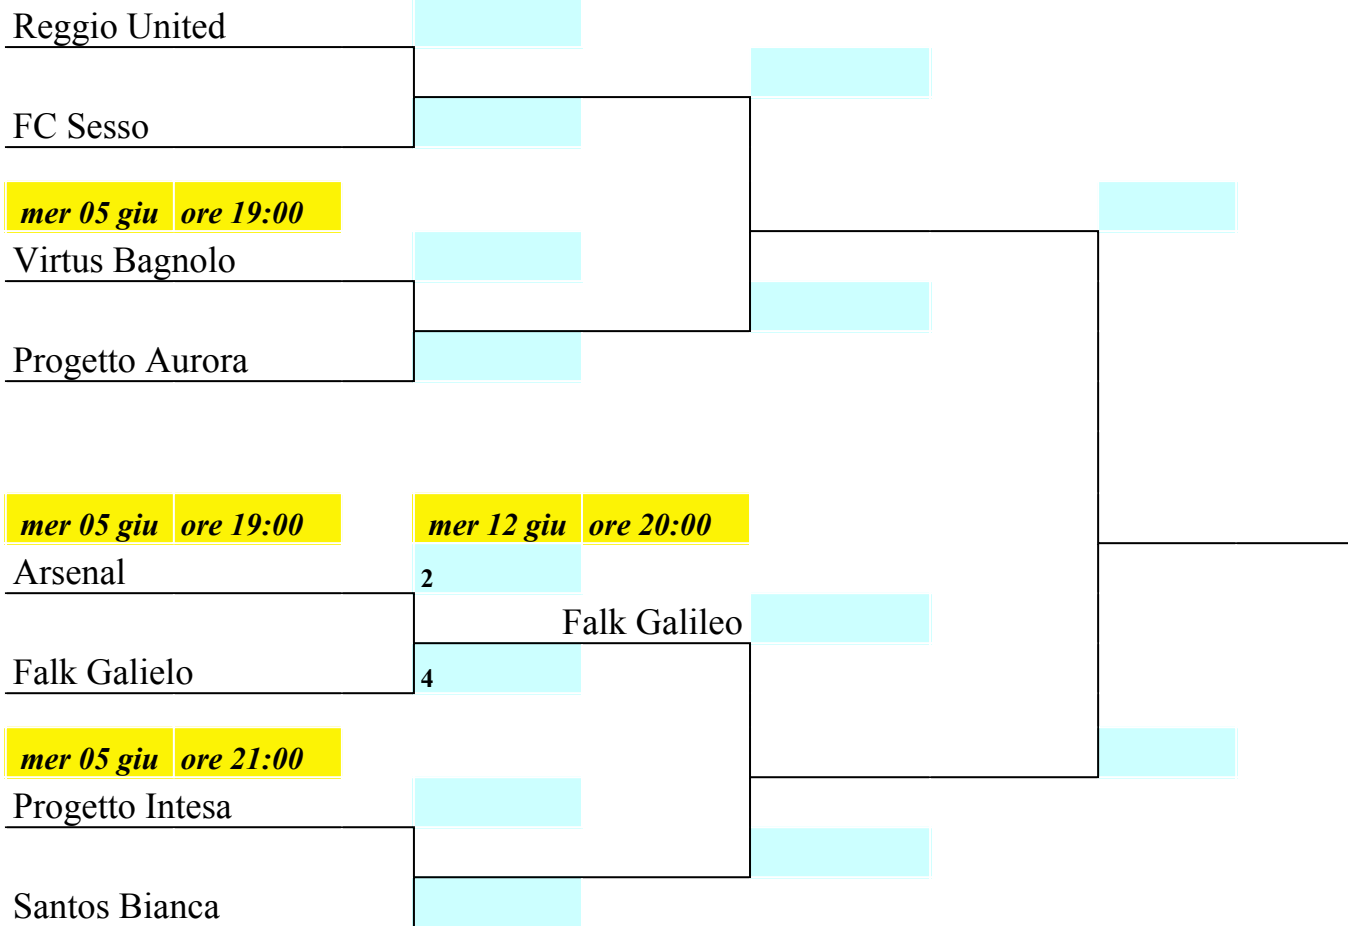 Reggio United
FC Sesso
mer 05 giu ore 19:00
Virtus Bagnolo
Progetto Aurora
mer 05 giu ore 19:00 mer 12 giu ore 20:00
Arsenal 2
Falk Galileo
Falk Galielo 4
mer 05 giu ore 21:00
Progetto Intesa
Santos Bianca